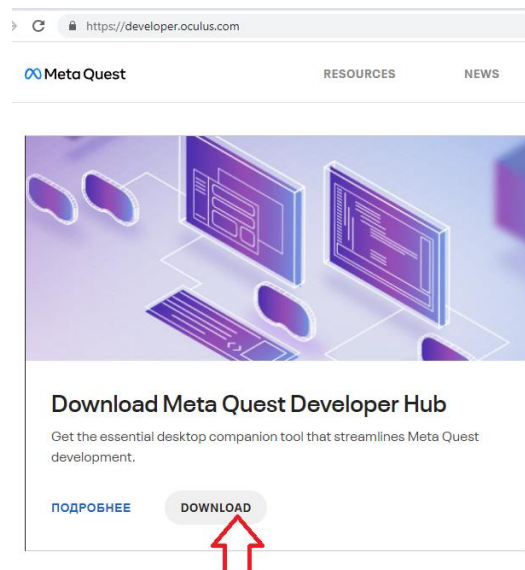 https://developer.oculus.com
Meta Quest RESOURCES NEWS
Download Meta Quest Developer Hub
Get the essential desktop companion tool that streamlines Meta Quest
development.
ПОДРОБНЕЕ DOWNLOAD